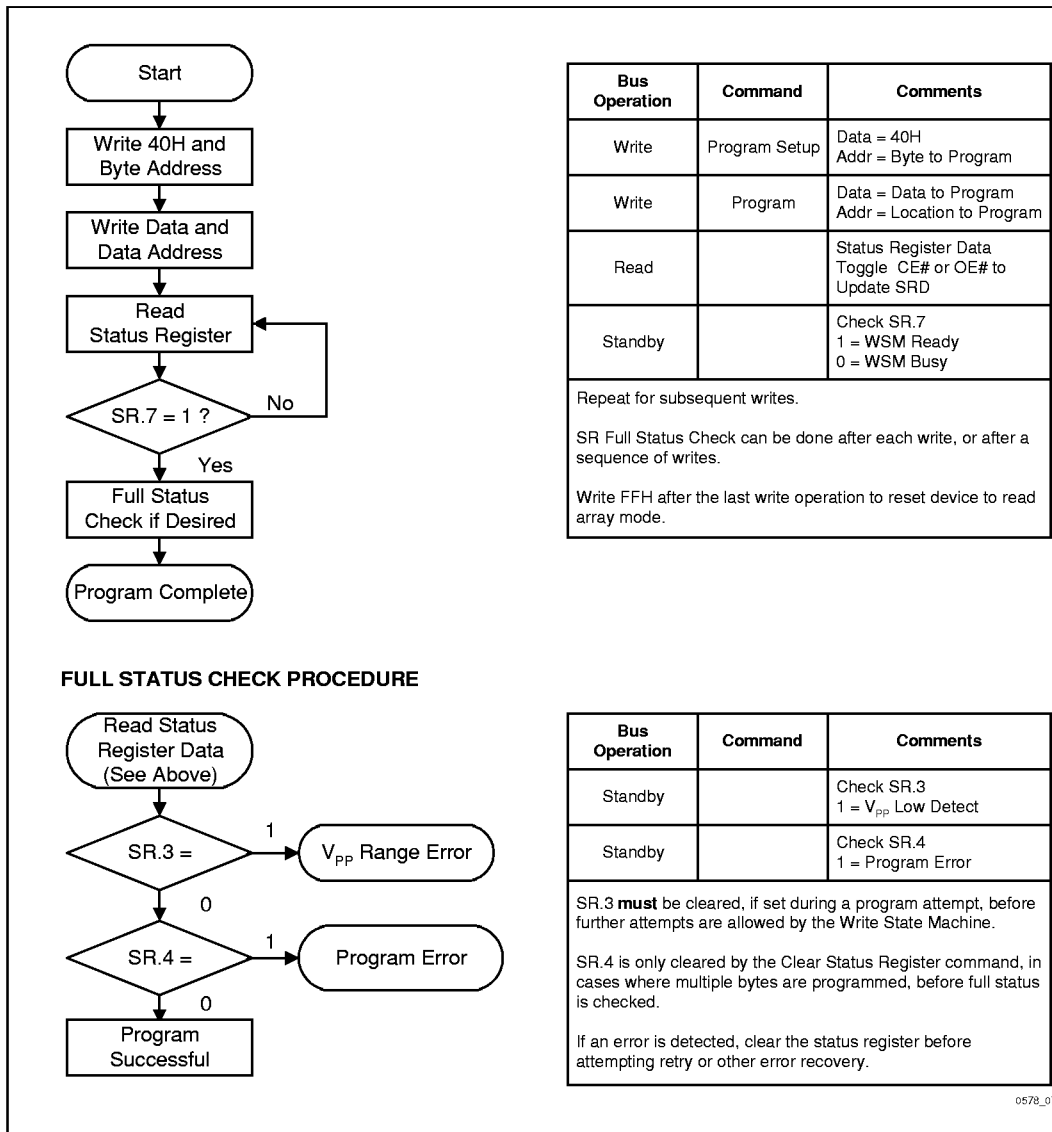 Start
Write 40H and
Byte Address
Write Data and
Data Address
Read
Status Register
SR.7 = 1 ?
No
Yes
Full Status
Check if Desired
Program Complete
Bus
Operation
Command
Comments
Write
Program Setup
Data = 40H
Addr = Byte to Program
Write
Program
Data = Data to Program
Addr = Location to Program
Read
Status Register Data
Toggle CE# or OE# to
Update SRD
Standby
Check SR.7
1 = WSM Ready
0 = WSM Busy
Repeat for subsequent writes.
SR Full Status Check can be done after each write, or after a
sequence of writes.
Write FFH after the last write operation to reset device to read
array mode.
FULL STATUS CHECK PROCEDURE
Read Status
Register Data
(See Above)
SR.3 =
1
VPP Range Error
0
SR.4 =
1
Program Error
0
Program
Successful
Bus
Operation
Command
Comments
Standby
Check SR.3
1 = VPP Low Detect
Standby
Check SR.4
1 = Program Error
SR.3 must be cleared, if set during a program attempt, before
further attempts are allowed by the Write State Machine.
SR.4 is only cleared by the Clear Status Register command, in
cases where multiple bytes are programmed, before full status
is checked.
If an error is detected, clear the status register before
attempting retry or other error recovery.